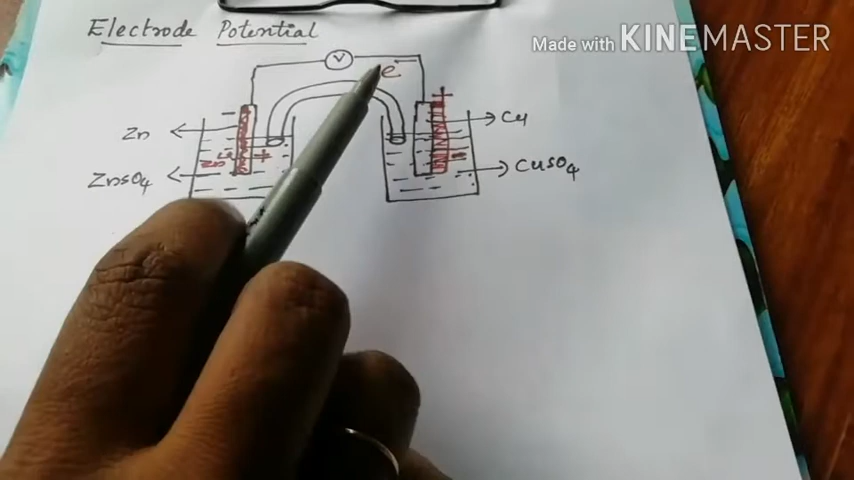 Electrode Potential
Made with KINEMASTER
V
e
Zn
Cu
ZnSO4
CuSO4